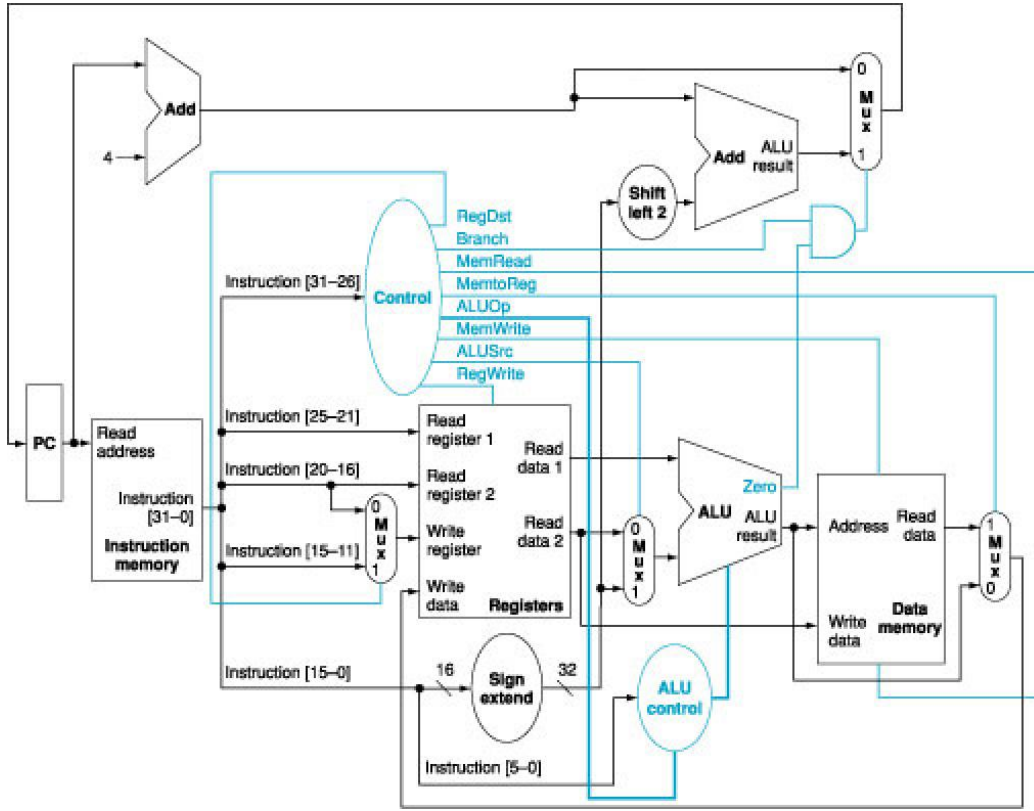 0
M
u
x
1
Add
4
Add
ALU
result
Shift
left 2
RegDst
Branch
MemRead
MemtoReg
ALUOp
MemWrite
ALUSrc
RegWrite
Control
Instruction [31–26]
Instruction [25–21]
Instruction [20–16]
Instruction [15–11]
Instruction [15–0]
Instruction [5–0]
PC
Read
address
Instruction
[31–0]
Instruction
memory
0
M
u
x
1
Read
register 1
Read
register 2
Write
register
Write
data
Read
data 1
Read
data 2
Registers
0
M
u
x
1
Zero
ALU
ALU
result
Address
Read
data
Write
data
Data
memory
1
M
u
x
0
16
Sign
extend
32
ALU
control